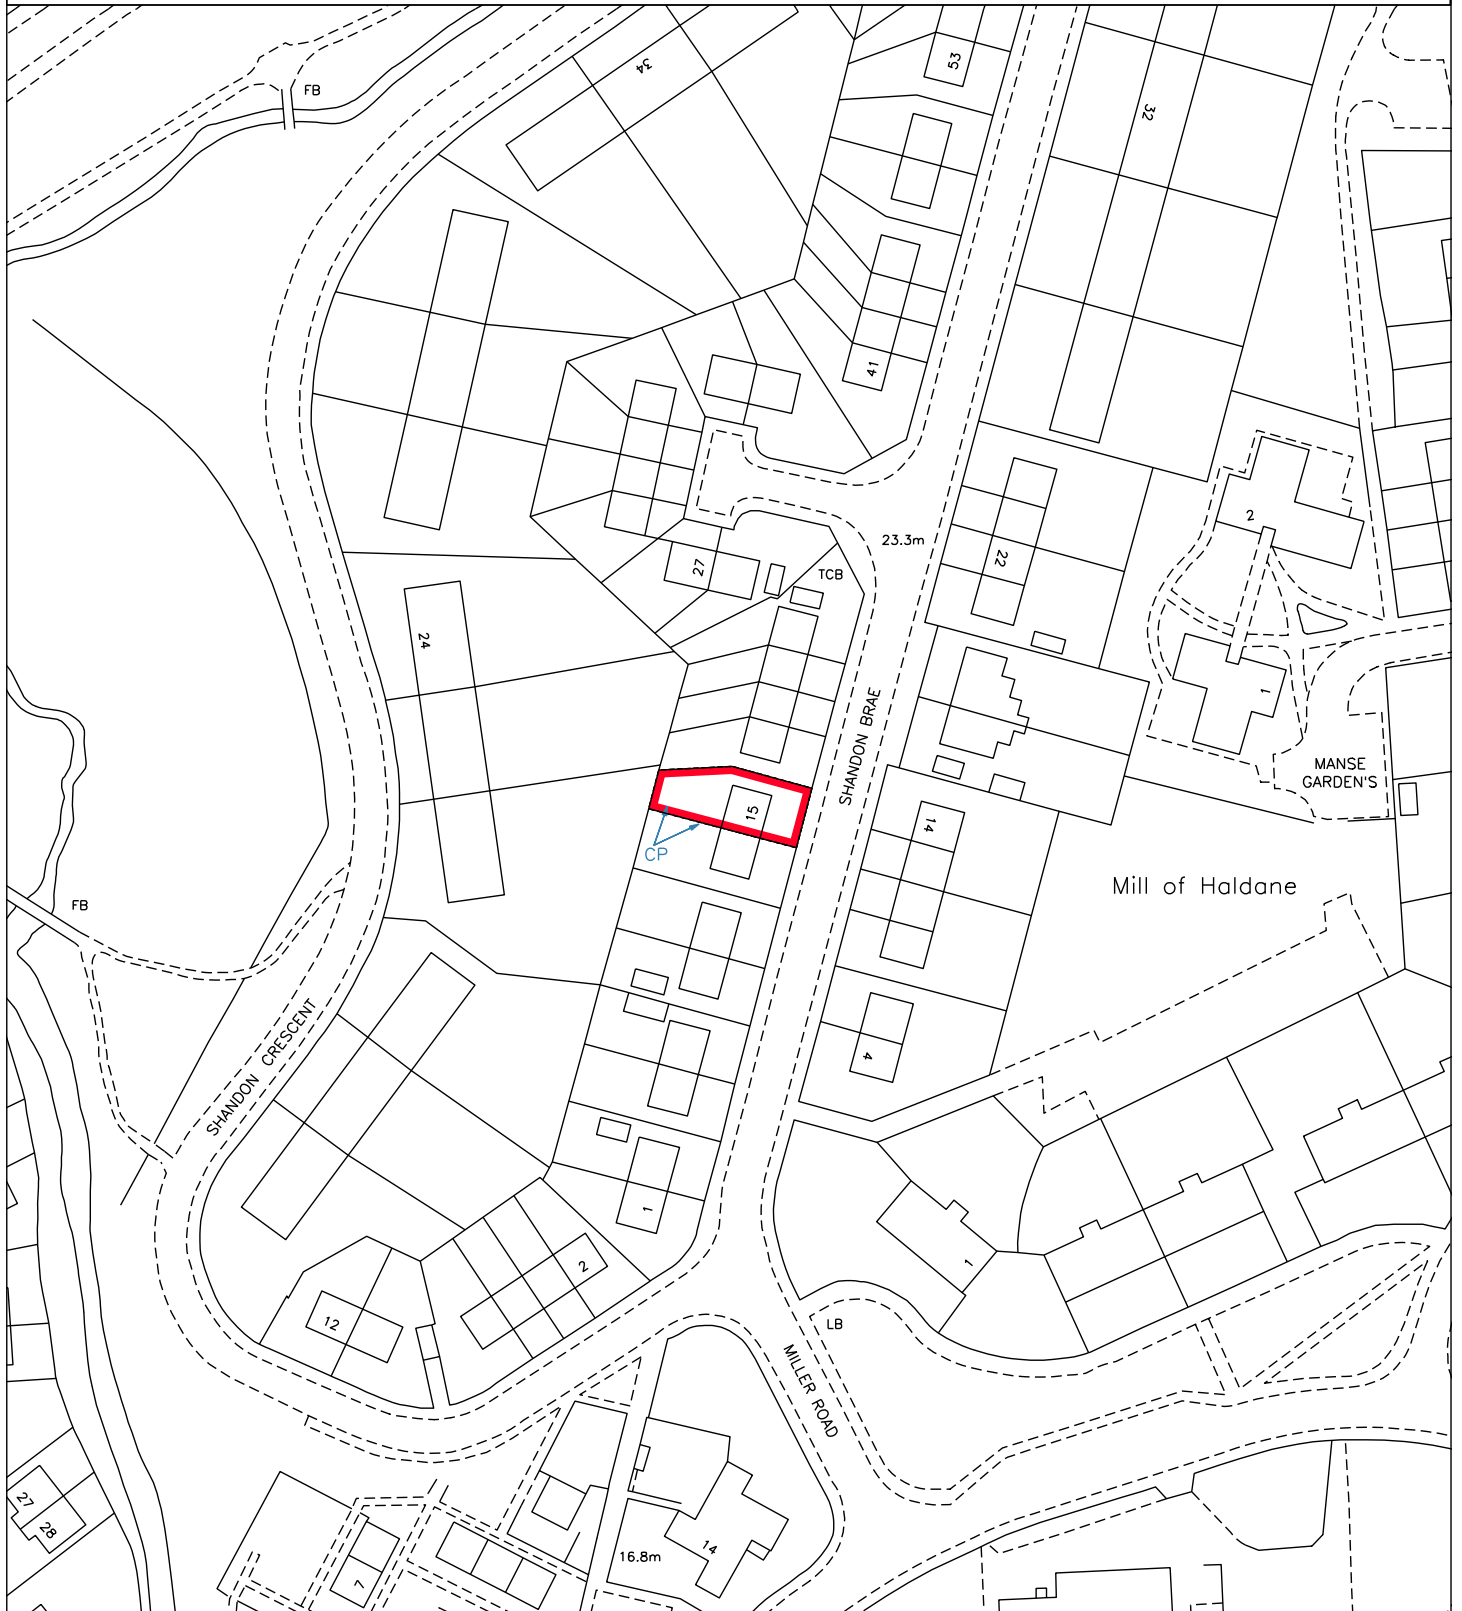 53
34
FB
32
41
2
23.3m
22
27
TCB
24
1
SHANDON BRAE
MANSE
GARDEN'S
15
14
CP
Mill of Haldane
FB
SHANDON CRESCENT
4
1
1
2
12
LB
MILLER ROAD
27
28
14
16.8m
7